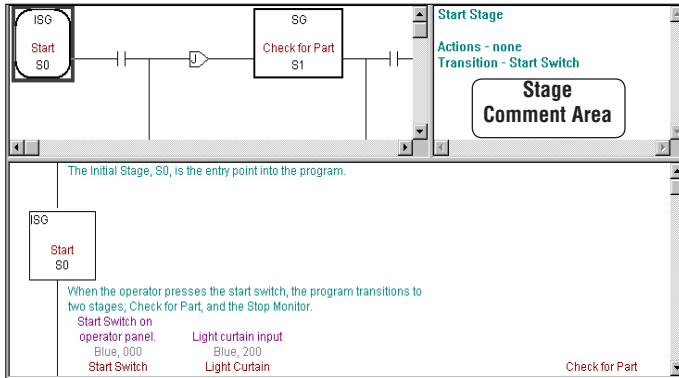 ISG
Start
S0
J
SG
Check for Part
S1
Start Stage
Actions - none
Transition - Start Switch
Stage
Comment Area
The Initial Stage, S0, is the entry point into the program.
ISG
Start
S0
When the operator presses the start switch, the program transitions to
two stages; Check for Part, and the Stop Monitor.
Start Switch on
operator panel.
Blue, 000
Start Switch
Light curtain input
Blue, 200
Light Curtain
Check for Part